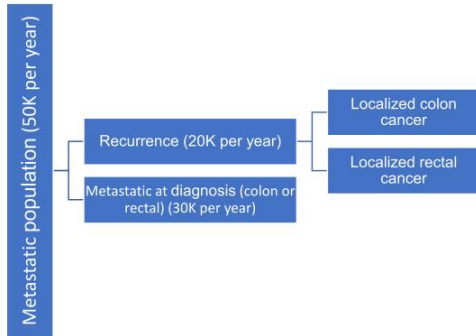 Metastatic population (50K per year)
Recurrence (20K per year)
Metastatic at diagnosis (colon or
rectal) (30K per year)
Localized colon
cancer
Localized rectal
cancer